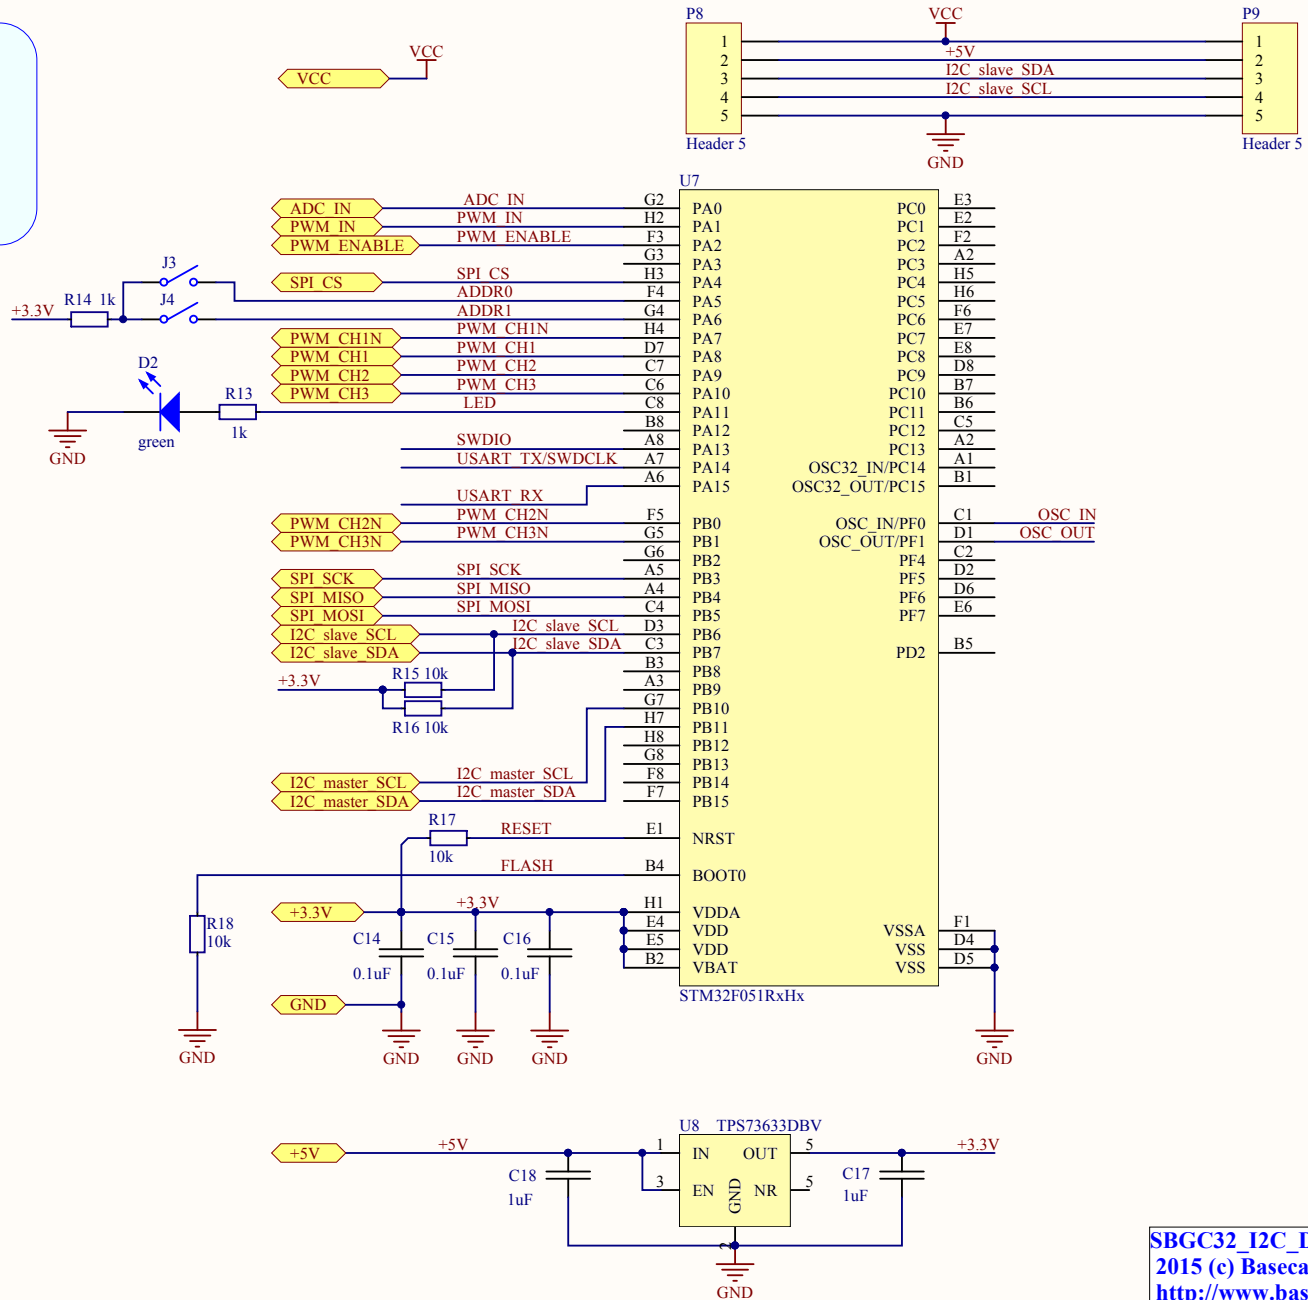 P8
VCC
P9
VCC
VCC
1
1
2
+5V
2
3
I2C_slave_SDA
3
4
I2C_slave_SCL
4
5
5
Header 5
GND
Header 5
U7
ADC_IN
ADC_IN
G2
PA0
PC0
E3
PWM_IN
PWM_IN
H2
PA1
PC1
E2
PWM_ENABLE
PWM_ENABLE
F3
PA2
PC2
F2
G3
PA3
PC3
A2
SPI_CS
SPI_CS
H3
PA4
PC4
H5
J3
ADDR0
F4
PA5
PC5
H6
+3.3V
R14 1k
J4
ADDR1
G4
PA6
PC6
F6
PWM_CH1N
PWM_CH1N
H4
PA7
PC7
E7
PWM_CH1
PWM_CH1
D7
PA8
PC8
E8
PWM_CH2
PWM_CH2
C7
PA9
PC9
D8
PWM_CH3
PWM_CH3
C6
PA10
PC10
B7
D2
green
R13
1k
GND
LED
C8
PA11
PC11
B6
B8
PA12
PC12
C5
SWDIO
A8
PA13
PC13
A2
USART_TX/SWDCLK
A7
PA14
OSC32_IN/PC14
A1
A6
PA15
OSC32_OUT/PC15
B1
USART_RX
PWM_CH2N
PWM_CH2N
F5
PB0
OSC_IN/PF0
C1
OSC_IN
PWM_CH3N
PWM_CH3N
G5
PB1
OSC_OUT/PF1
D1
OSC_OUT
G6
PB2
PF4
C2
SPI_SCK
SPI_SCK
A5
PB3
PF5
D2
SPI_MISO
SPI_MISO
A4
PB4
PF6
D6
SPI_MOSI
SPI_MOSI
C4
PB5
PF7
E6
I2C_slave_SCL
I2C_slave_SCL
D3
PB6
I2C_slave_SDA
I2C_slave_SDA
C3
PB7
PD2
B5
B3
PB8
+3.3V
R15 10k
A3
PB9
R16 10k
G7
PB10
H7
PB11
H8
PB12
G8
PB13
I2C_master_SCL
I2C_master_SCL
F8
PB14
I2C_master_SDA
I2C_master_SDA
F7
PB15
R17
10k
RESET
E1
NRST
FLASH
B4
BOOT0
+3.3V
+3.3V
H1
VDDA
R18
10k
E4
VDD
VSSA
F1
C14
C15
C16
E5
VDD
VSS
D4
0.1uF
0.1uF
0.1uF
B2
VBAT
VSS
D5
STM32F051RxHx
GND
GND
GND
GND
GND
GND
U8 TPS73633DBV
+5V
+5V
1
IN
OUT
5
+3.3V
C18
1uF
3
EN
GND
NR
5
C17
1uF
2
GND
SBGC32_I2C_D
2015 (c) Baseca
http://www.bas